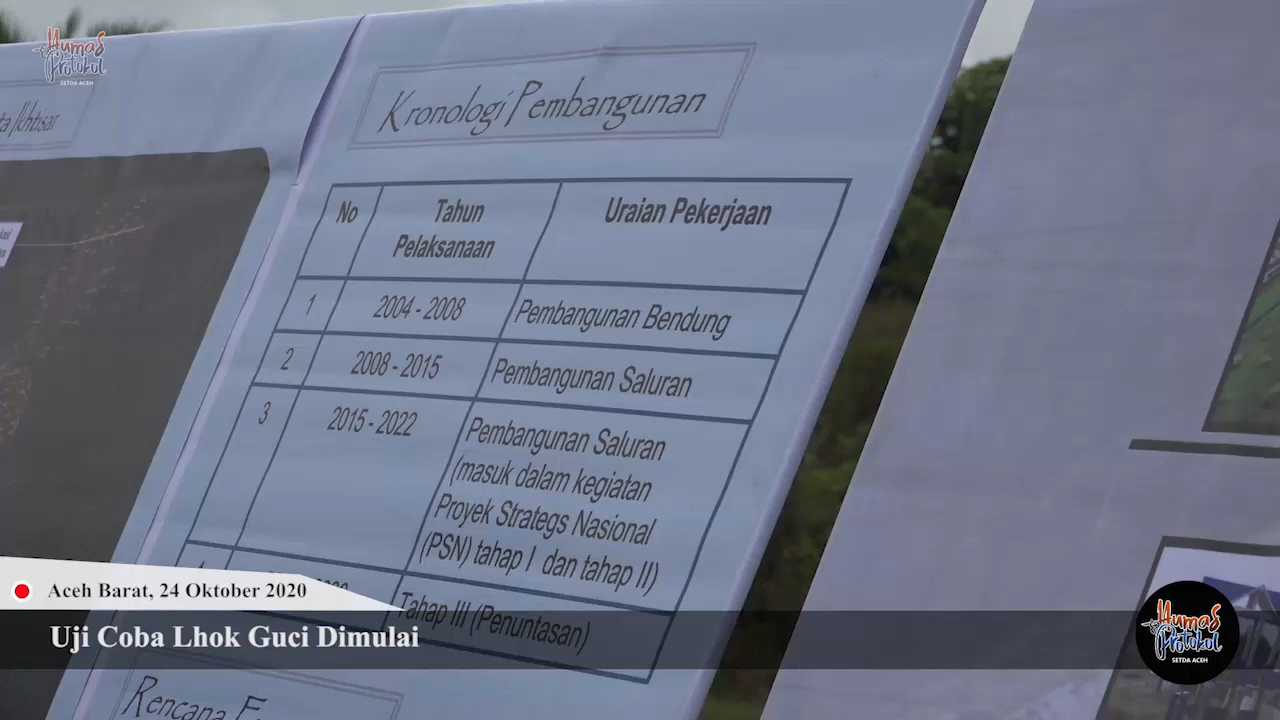 Humas
Protokol
SETDA ACEH
Ikhtisar
Kronologi Pembangunan
No
Tahun
Pelaksanaan
Uraian Pekerjaan
1
2004 - 2008
Pembangunan Bendung
2
2008 - 2015
Pembangunan Saluran
3
2015 - 2022
Pembangunan Saluran
(masuk dalam kegiatan
Proyek Strategs Nasional
(PSN) tahap I dan tahap II)
Tahap III (Penuntasan)
Rencana
Aceh Barat, 24 Oktober 2020
Uji Coba Lhok Guci Dimulai
Humas
Protokol
SETDA ACEH